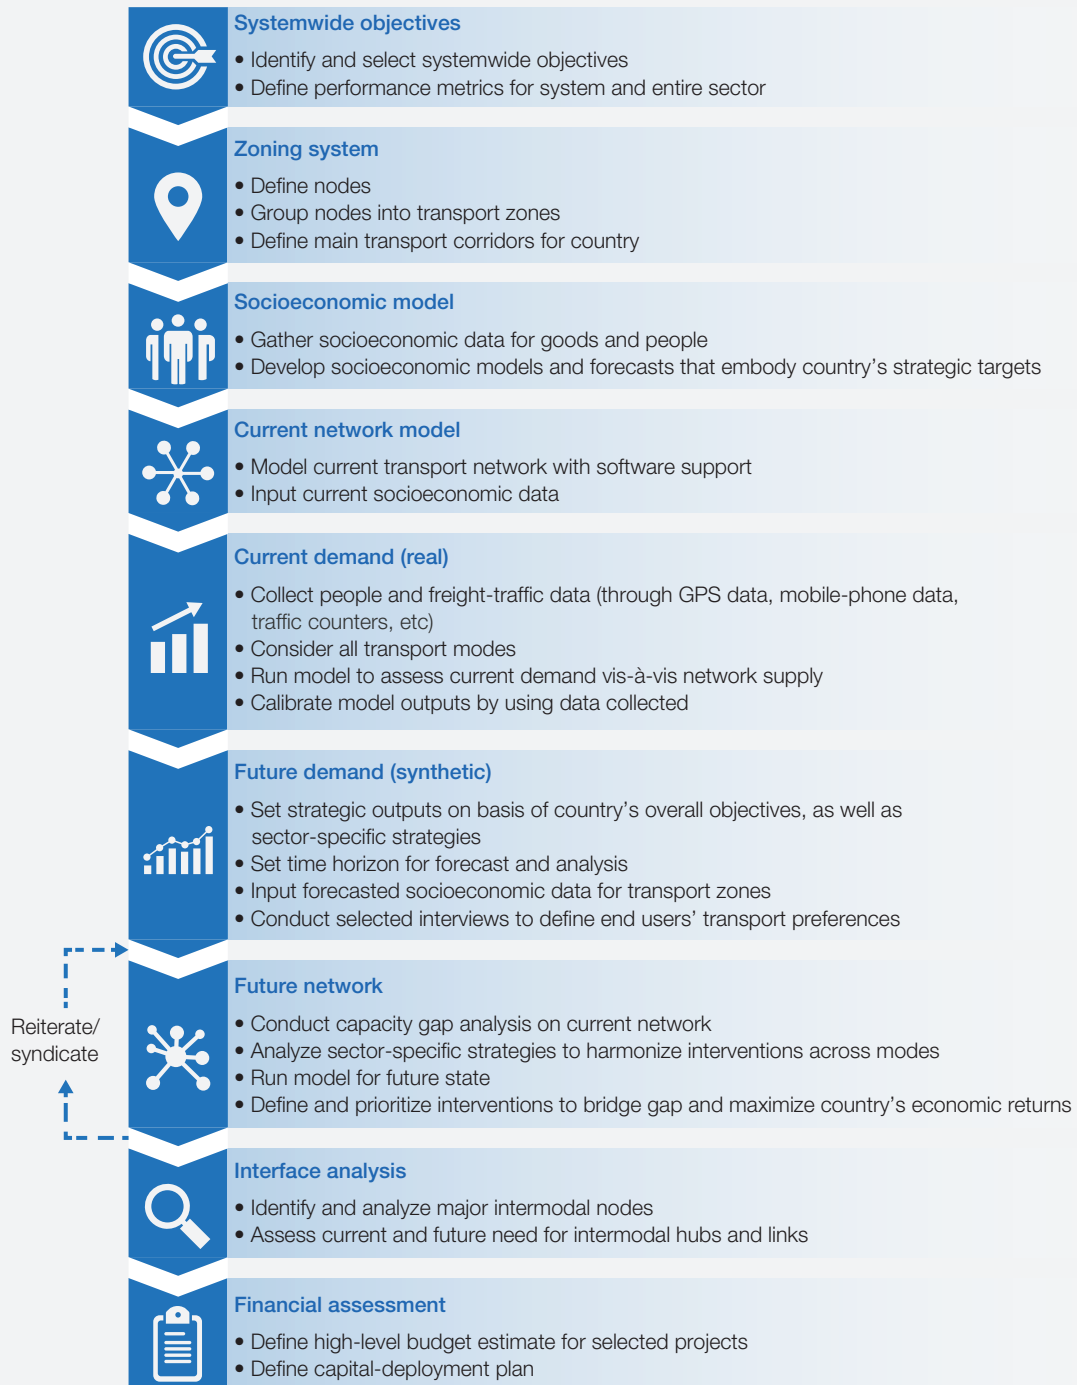 Systemwide objectives
• Identify and select systemwide objectives
• Define performance metrics for system and entire sector
Zoning system
• Define nodes
• Group nodes into transport zones
• Define main transport corridors for country
Socioeconomic model
• Gather socioeconomic data for goods and people
• Develop socioeconomic models and forecasts that embody country's strategic targets
Current network model
• Model current transport network with software support
• Input current socioeconomic data
Current demand (real)
• Collect people and freight-traffic data (through GPS data, mobile-phone data,
traffic counters, etc)
• Consider all transport modes
• Run model to assess current demand vis-à-vis network supply
• Calibrate model outputs by using data collected
Future demand (synthetic)
• Set strategic outputs on basis of country's overall objectives, as well as
sector-specific strategies
• Set time horizon for forecast and analysis
• Input forecasted socioeconomic data for transport zones
• Conduct selected interviews to define end users' transport preferences
Reiterate/
syndicate
Future network
• Conduct capacity gap analysis on current network
• Analyze sector-specific strategies to harmonize interventions across modes
• Run model for future state
• Define and prioritize interventions to bridge gap and maximize country's economic returns
Interface analysis
• Identify and analyze major intermodal nodes
• Assess current and future need for intermodal hubs and links
Financial assessment
• Define high-level budget estimate for selected projects
• Define capital-deployment plan